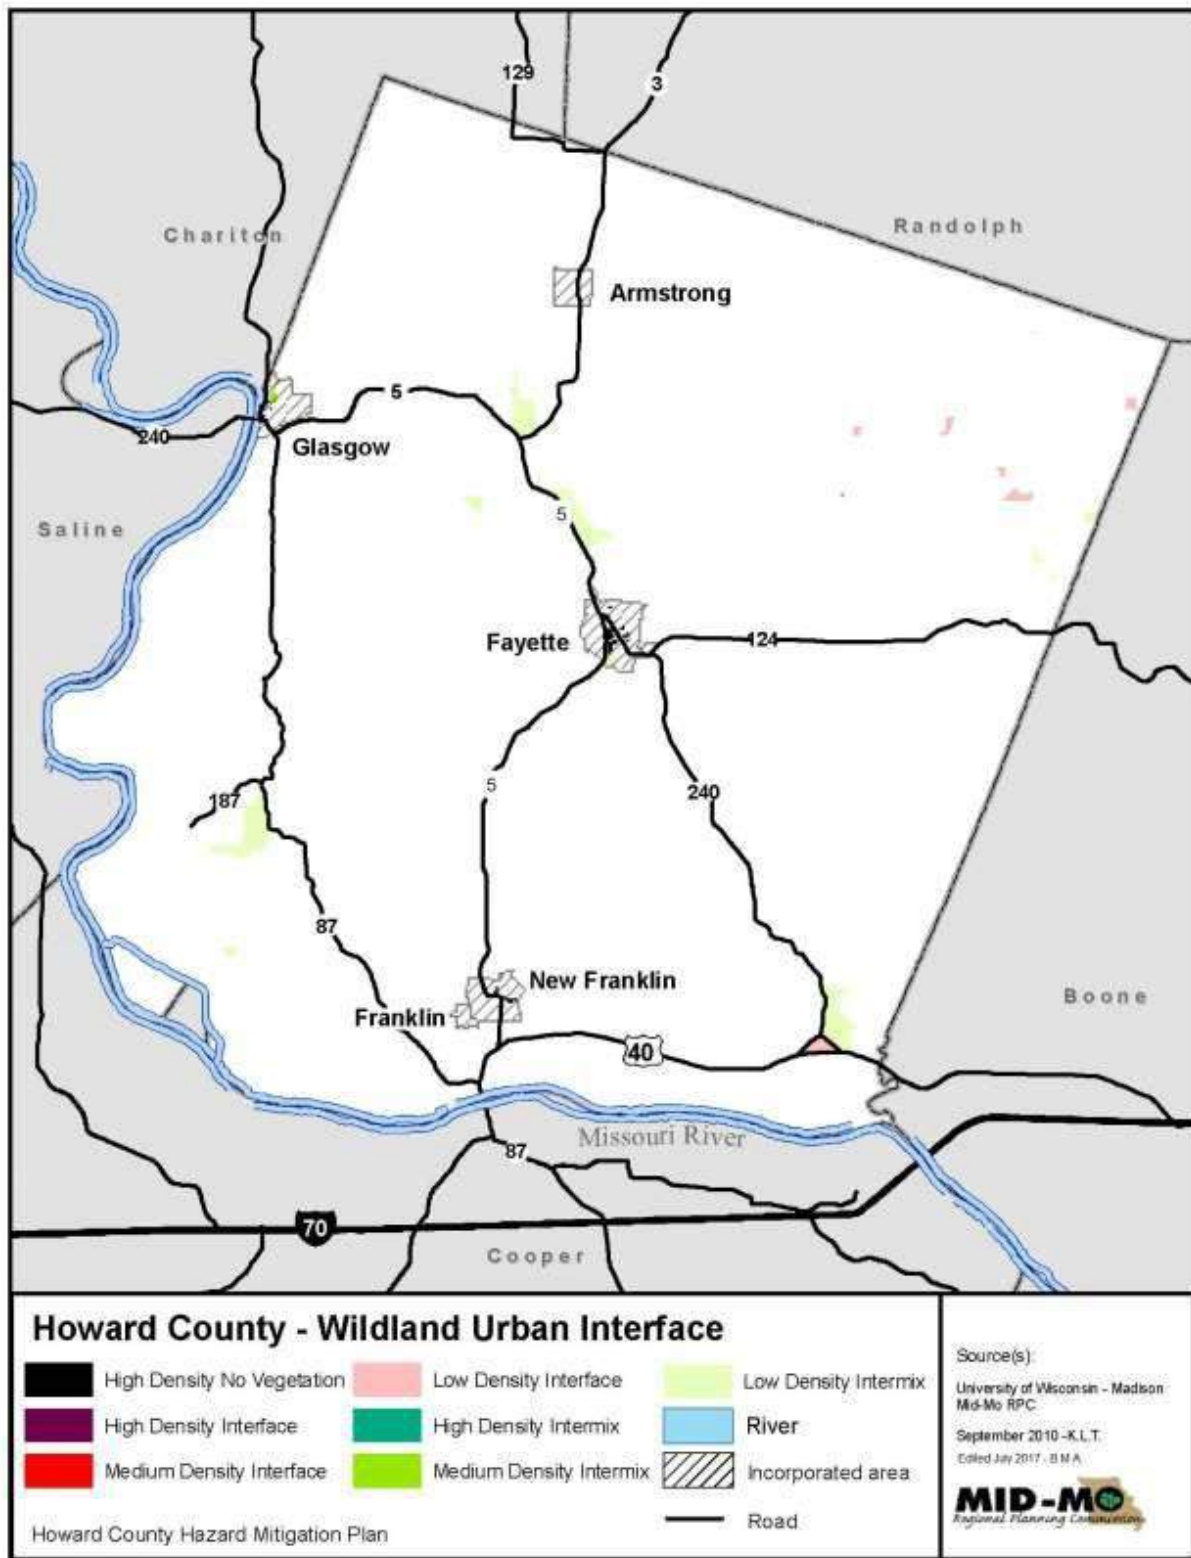 129
3
Chariton
Randolph
Armstrong
5
240
Glasgow
Saline
5
Fayette
124
5
240
187
87
New Franklin
Franklin
Boone
40
Missouri River
87
70
Cooper
Howard County - Wildland Urban Interface
High Density No Vegetation
Low Density Interface
Low Density Intermix
High Density Interface
High Density Intermix
River
Medium Density Interface
Medium Density Intermix
Incorporated area
Road
Howard County Hazard Mitigation Plan
Source(s):
University of Wisconsin - Madison
Mid-Mo RPC
September 2010 -K.L.T.
Edited July 2017 - B M A
MID-MO
Regional Planning Commission